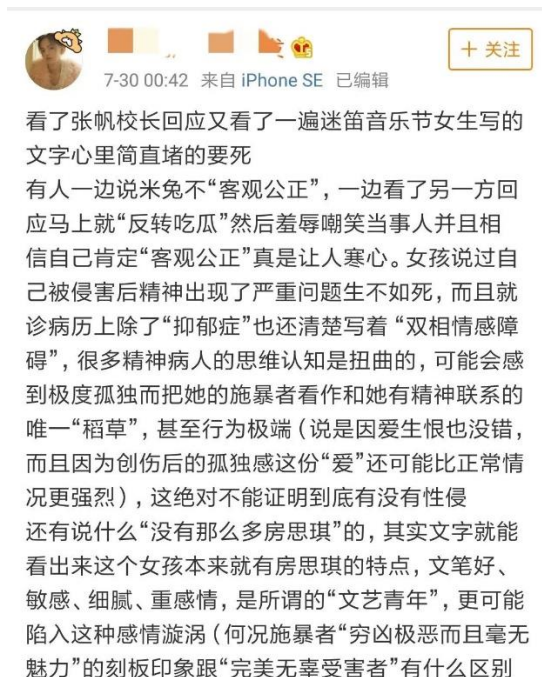 + 关注
7-30 00:42 来自 iPhone SE 已编辑
看了张帆校长回应又看了一遍迷笛音乐节女生写的
文字心里简直堵的要死
有人一边说米兔不“客观公正”，一边看了另一方回
应马上就“反转吃瓜”然后羞辱嘲笑当事人并且相
信自己肯定“客观公正”真是让人寒心。女孩说过自
己被侵害后精神出现了严重问题生不如死，而且就
诊病历上除了“抑郁症”也还清楚写着 “双相情感障
碍”，很多精神病人的思维认知是扭曲的，可能会感
到极度孤独而把她的施暴者看作和她有精神联系的
唯一“稻草”，甚至行为极端（说是因爱生恨也没错，
而且因为创伤后的孤独感这份“爱”还可能比正常情
况更强烈），这绝对不能证明到底有没有性侵
还有说什么“没有那么多房思琪”的，其实文字就能
看出来这个女孩本来就有房思琪的特点，文笔好、
敏感、细腻、重感情，是所谓的“文艺青年”，更可能
陷入这种感情漩涡（何况施暴者“穷凶极恶而且毫无
魅力”的刻板印象跟“完美无辜受害者”有什么区别